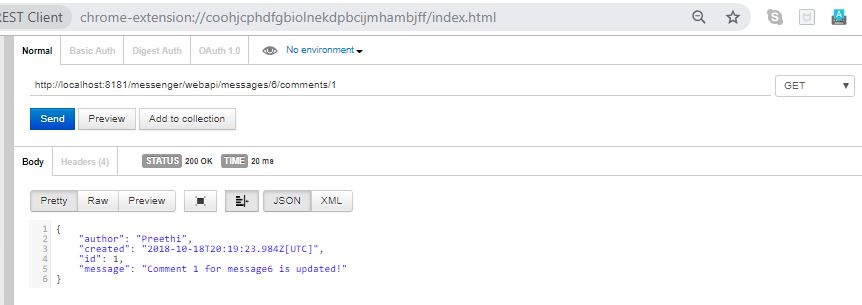 REST Client chrome-extension://coohjcphdfgbiolnekdpbcijmhambjff/index.html
Normal Basic Auth Digest Auth OAuth 1.0 No environment
http://localhost:8181/messenger/webapi/messages/6/comments/1 GET
Send Preview Add to collection
Body Headers (4) STATUS 200 OK TIME 20 ms
Pretty Raw Preview JSON XML
1 {
2 "author": "Preethi",
3 "created": "2018-10-18T20:19:23.984Z[UTC]",
4 "id": 1,
5 "message": "Comment 1 for message6 is updated!"
6 }